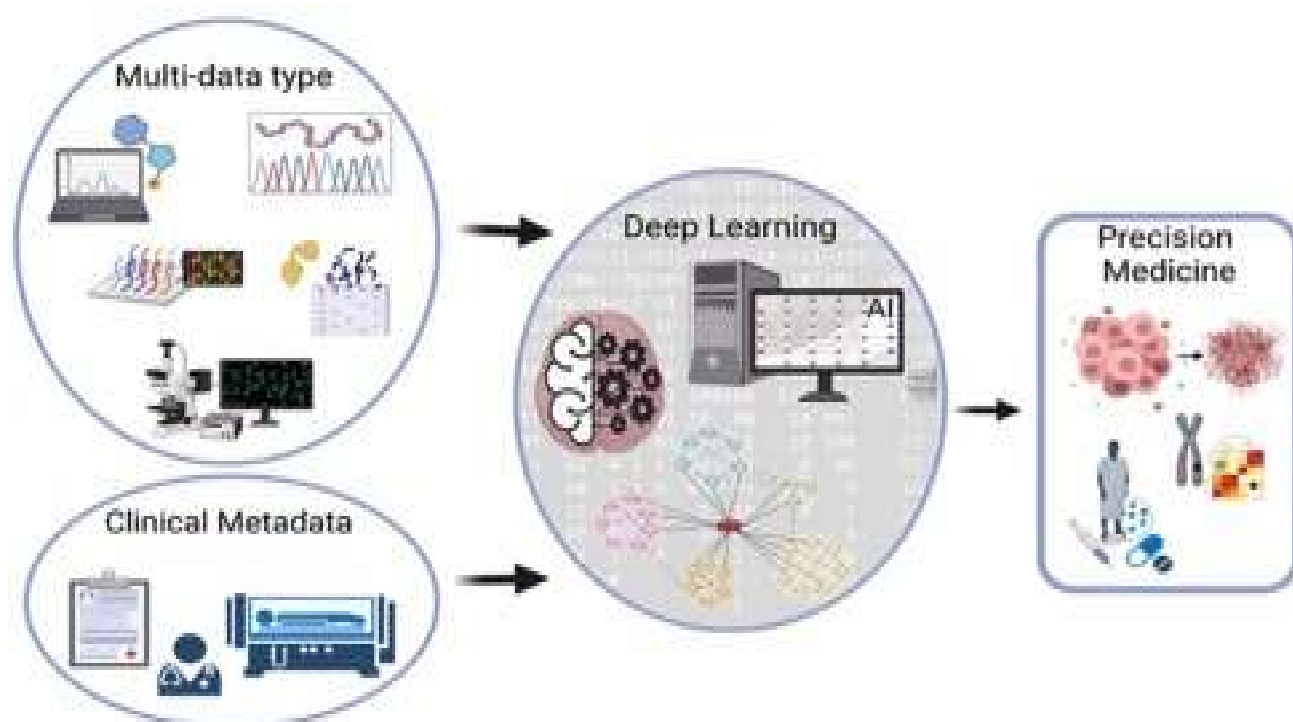 Multi-data type
Clinical Metadata
Deep Learning
AI
Precision
Medicine